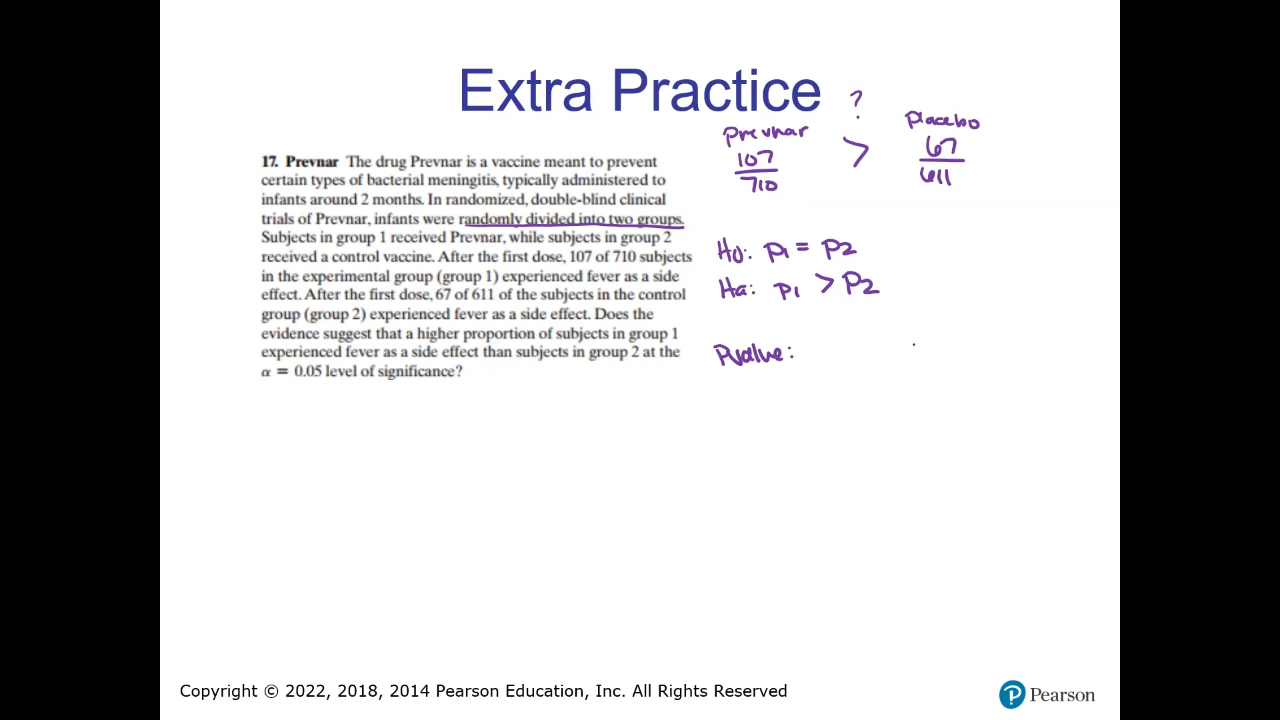 Extra Practice
?
Prevnar > Placebo
107 67
710 611
17. Prevnar The drug Prevnar is a vaccine meant to prevent
certain types of bacterial meningitis, typically administered to
infants around 2 months. In randomized, double-blind clinical
trials of Prevnar, infants were randomly divided into two groups.
Subjects in group 1 received Prevnar, while subjects in group 2
received a control vaccine. After the first dose, 107 of 710 subjects
in the experimental group (group 1) experienced fever as a side
effect. After the first dose, 67 of 611 of the subjects in the control
group (group 2) experienced fever as a side effect. Does the
evidence suggest that a higher proportion of subjects in group 1
experienced fever as a side effect than subjects in group 2 at the
α = 0.05 level of significance?
H0: p1 = p2
Ha: p1 > p2
Pvalue:
Copyright © 2022, 2018, 2014 Pearson Education, Inc. All Rights Reserved
P Pearson